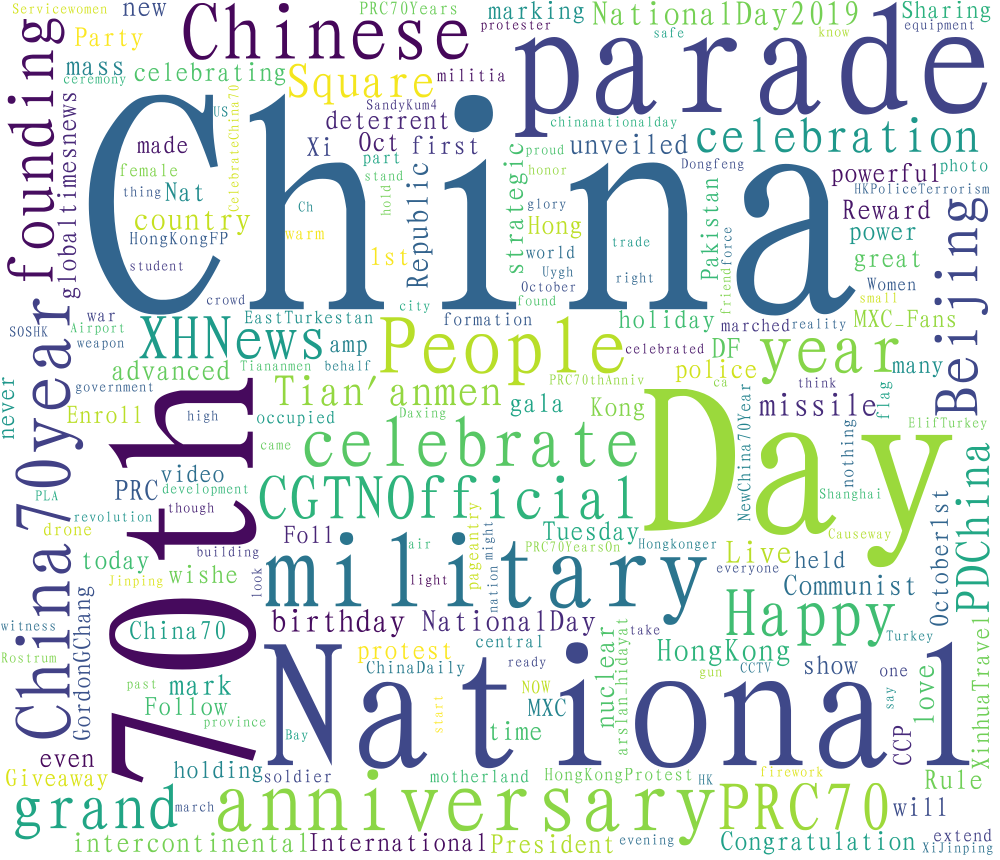 Servicewomen
new
PRC70Years
marking
NationalDay2019
Sharing
Party
Chinese
protester
safe
know
equipment
mass
celebrating
Square
militia
parade
ceremony
founding
globaltimesnews
US
CelebrateChina70
SandyKum4
deterrent
chinanationalday
celebration
made
Xi
Oct
first
proud
unveiled
Dongfeng
powerful
photo
female
part
honor
HKPoliceTerrorism
thing
Nat
stand
hold
Republic
strategic
glory
Pakistan
Reward
country
Ch
Hong
power
HongKongFP
warm
1st
world
trade
friend
force
great
student
Uygh
right
October
Women
China
crowd
city
found
small
Beijing
war
SOSHK
Airport
weapon
EastTurkestan
formation
holiday
marched
reality
MXC_Fans
XHNews
amp
People
celebrated
DF
year
many
advanced
Tiananmen
behalf
PRC70thAnniv
police
ca
think
flag
government
Tian'anmen
gala
Kong
missile
never
Enroll
high
occupied
Daxing
ElifTurkey
China70year
70th
came
celebrate
Day
nothing
NewChina70Year
video
PLA
PRC
development
CGTNOfficial
Shanghai
PDChina
revolution
though
Foll
Tuesday
Causeway
drone
building
air
pageantry
might
PRC70YearsOn
Hongkonger
Live
held
October1st
today
Jinping
wishe
look
military
light
nation
everyone
Communist
witness
China70
birthday
NationalDay
take
Happy
Turkey
Rostrum
GordonGChang
protest
central
nuclear
arslan_hidayat
HongKong
XinhuaTravel
past
mark
ChinaDaily
ready
gun
CCTV
show
one
love
Follow
National
NOW
MXC
say
province
start
time
CCP
even
Bay
Giveaway
holding
soldier
motherland
HongKongProtest
HK
firework
Rule
grand
march
anniversary
PRC70
will
intercontinental
International
President
evening
Congratulation
extend
XiJinping